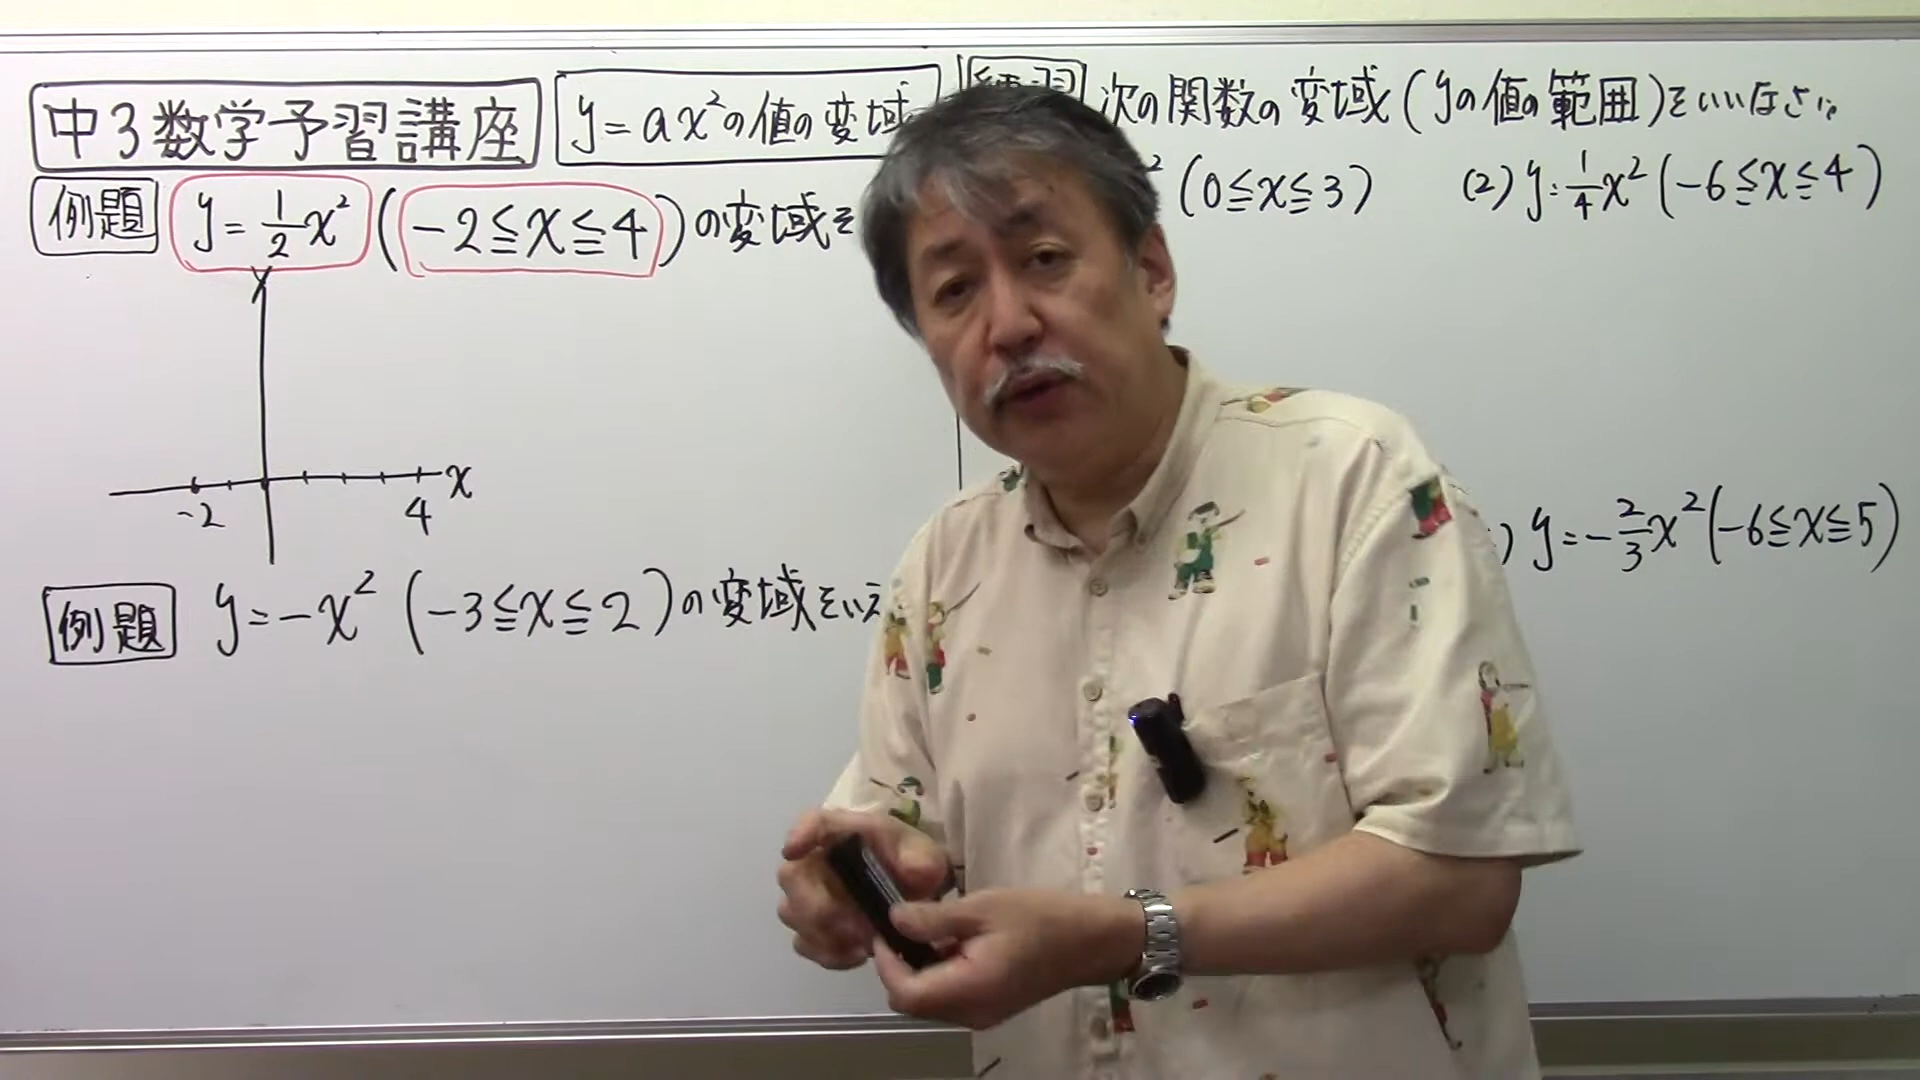 中3数学予習講座
y=ax²の値の変域
例題 y=1/2x² (-2≦x≦4)の変域を
y
x
-2
4
例題 y=-x² (-3≦x≦2)の変域をいえ
練習 次の関数の変域(yの値の範囲)をいいなさい。
² (0≦x≦3)
(2) y=1/4x² (-6≦x≦4)
) y=-2/3x² (-6≦x≦5)